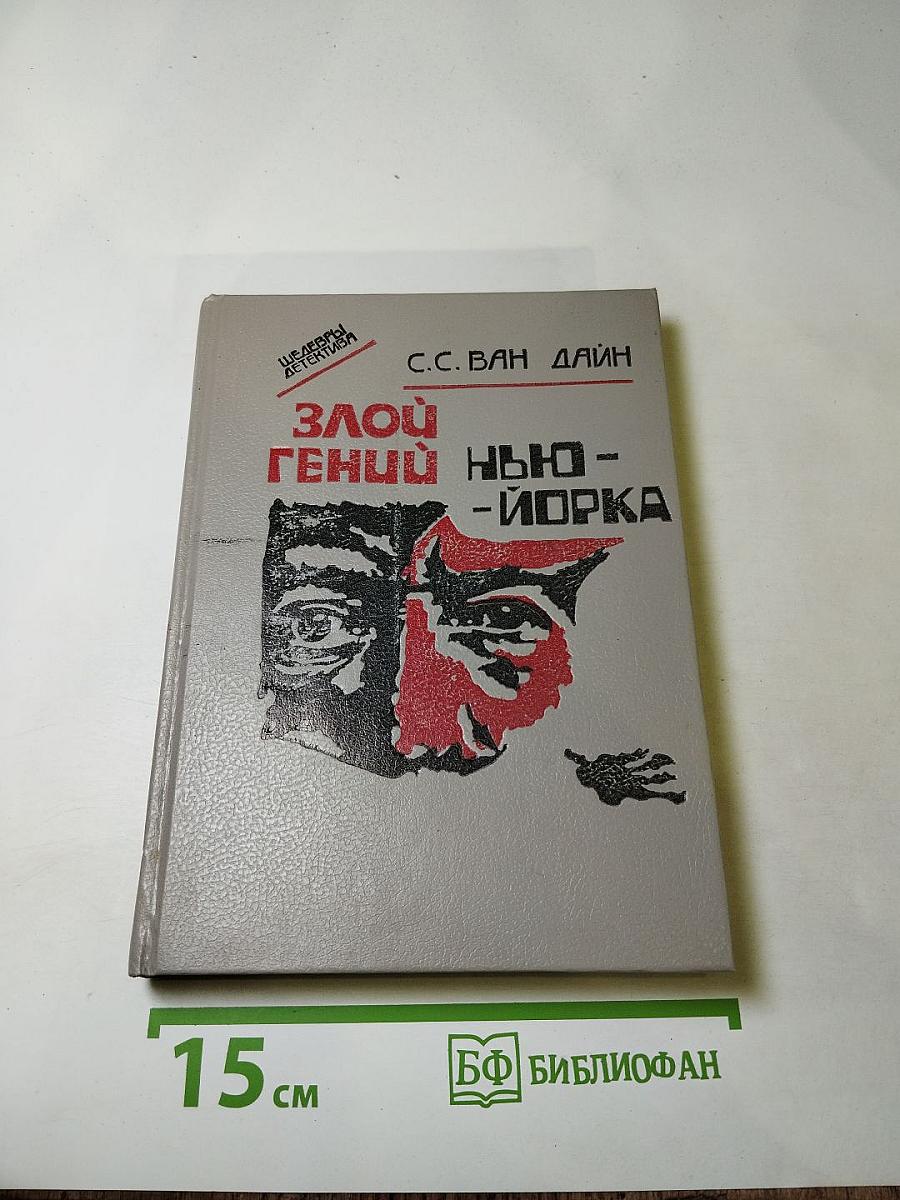 ШЕДЕВРЫ
ДЕТЕКТИВА
С.С. ВАН ДАЙН
ЗЛОЙ
ГЕНИЙ НЬЮ-
-ЙОРКА
15 см
БФ БИБЛИОФАН